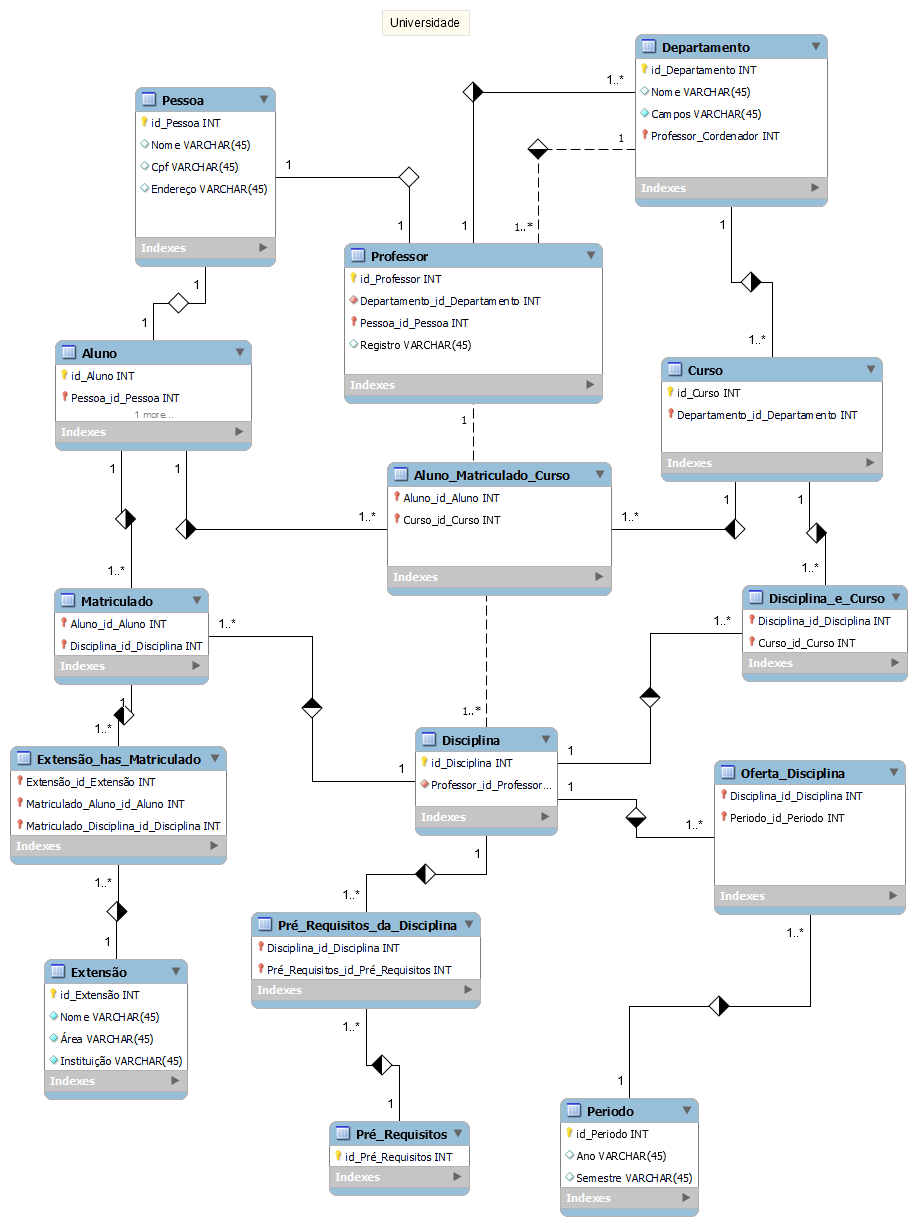 Universidade
Departamento
id_Departamento INT
Nome VARCHAR(45)
Campos VARCHAR(45)
Professor_Cordenador INT
Indexes
Pessoa
id_Pessoa INT
Nome VARCHAR(45)
Cpf VARCHAR(45)
Endereço VARCHAR(45)
Indexes
1..*
1
1
1
1
1..*
1
1
1
Professor
id_Professor INT
Departamento_id_Departamento INT
Pessoa_id_Pessoa INT
Registro VARCHAR(45)
Indexes
Aluno
id_Aluno INT
Pessoa_id_Pessoa INT
1 more...
Indexes
1..*
Curso
id_Curso INT
Departamento_id_Departamento INT
Indexes
1
1
1
1
1
Aluno_Matriculado_Curso
Aluno_id_Aluno INT
Curso_id_Curso INT
Indexes
1..*
1..*
1..*
1..*
Matriculado
Aluno_id_Aluno INT
Disciplina_id_Disciplina INT
Indexes
Disciplina_e_Curso
Disciplina_id_Disciplina INT
Curso_id_Curso INT
Indexes
1..*
1..*
1
1..*
1..*
Extensão_has_Matriculado
Extensão_id_Extensão INT
Matriculado_Aluno_id_Aluno INT
Matriculado_Disciplina_id_Disciplina INT
Indexes
Disciplina
id_Disciplina INT
Professor_id_Professor...
Indexes
1
1
1
1..*
1
Oferta_Disciplina
Disciplina_id_Disciplina INT
Periodo_id_Periodo INT
Indexes
1..*
1..*
1
Pré_Requisitos_da_Disciplina
Disciplina_id_Disciplina INT
Pré_Requisitos_id_Pré_Requisitos INT
Indexes
1..*
Extensão
id_Extensão INT
Nome VARCHAR(45)
Área VARCHAR(45)
Instituição VARCHAR(45)
Indexes
1..*
1
1
Pré_Requisitos
id_Pré_Requisitos INT
Indexes
Periodo
id_Periodo INT
Ano VARCHAR(45)
Semestre VARCHAR(45)
Indexes